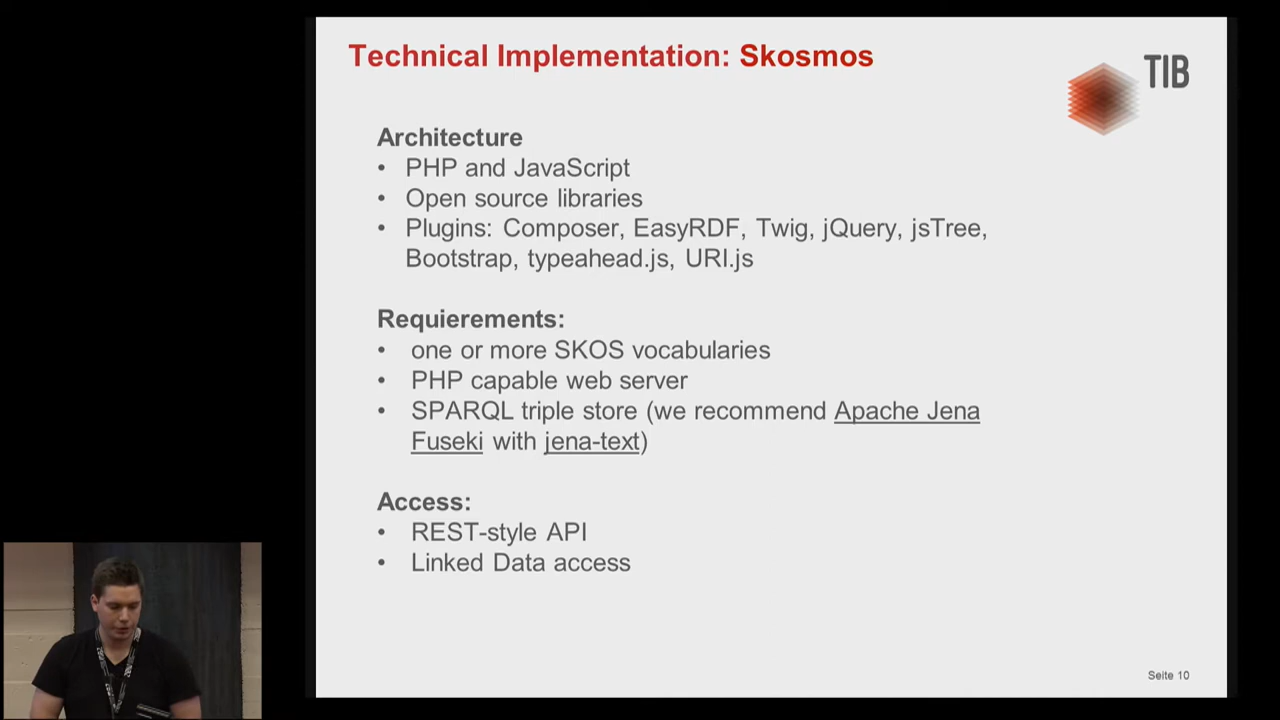 Technical Implementation: Skosmos
TIB
Architecture
• PHP and JavaScript
• Open source libraries
• Plugins: Composer, EasyRDF, Twig, jQuery, jsTree,
Bootstrap, typeahead.js, URI.js
Requierements:
• one or more SKOS vocabularies
• PHP capable web server
• SPARQL triple store (we recommend Apache Jena
Fuseki with jena-text)
Access:
• REST-style API
• Linked Data access
Seite 10